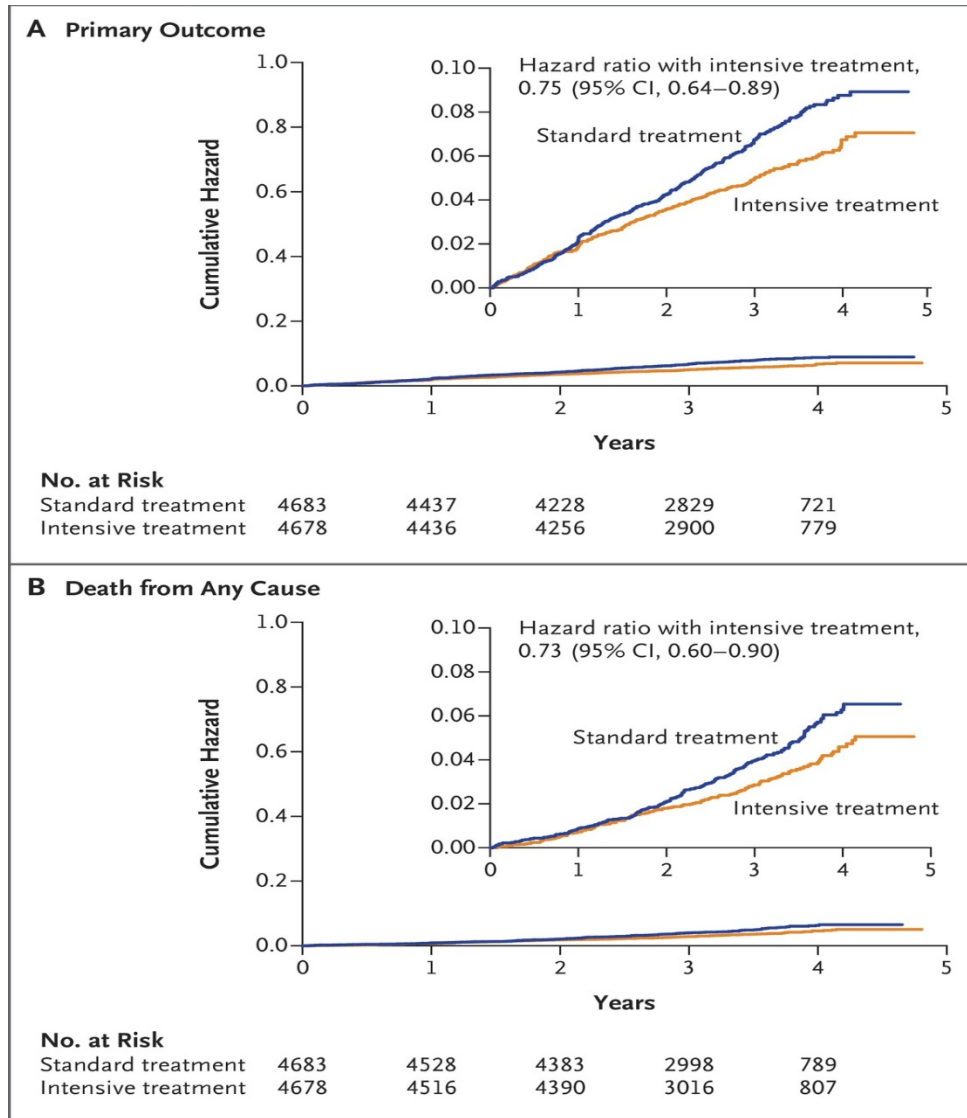 A Primary Outcome
Cumulative Hazard
1.0
0.8
0.6
0.4
0.2
0.0
0 1 2 3 4 5
Years
0.10
0.08
0.06
0.04
0.02
0.00
0 1 2 3 4 5
Hazard ratio with intensive treatment,
0.75 (95% CI, 0.64–0.89)
Standard treatment
Intensive treatment
No. at Risk
Standard treatment 4683 4437 4228 2829 721
Intensive treatment 4678 4436 4256 2900 779
B Death from Any Cause
Cumulative Hazard
1.0
0.8
0.6
0.4
0.2
0.0
0 1 2 3 4 5
Years
0.10
0.08
0.06
0.04
0.02
0.00
0 1 2 3 4 5
Hazard ratio with intensive treatment,
0.73 (95% CI, 0.60–0.90)
Standard treatment
Intensive treatment
No. at Risk
Standard treatment 4683 4528 4383 2998 789
Intensive treatment 4678 4516 4390 3016 807